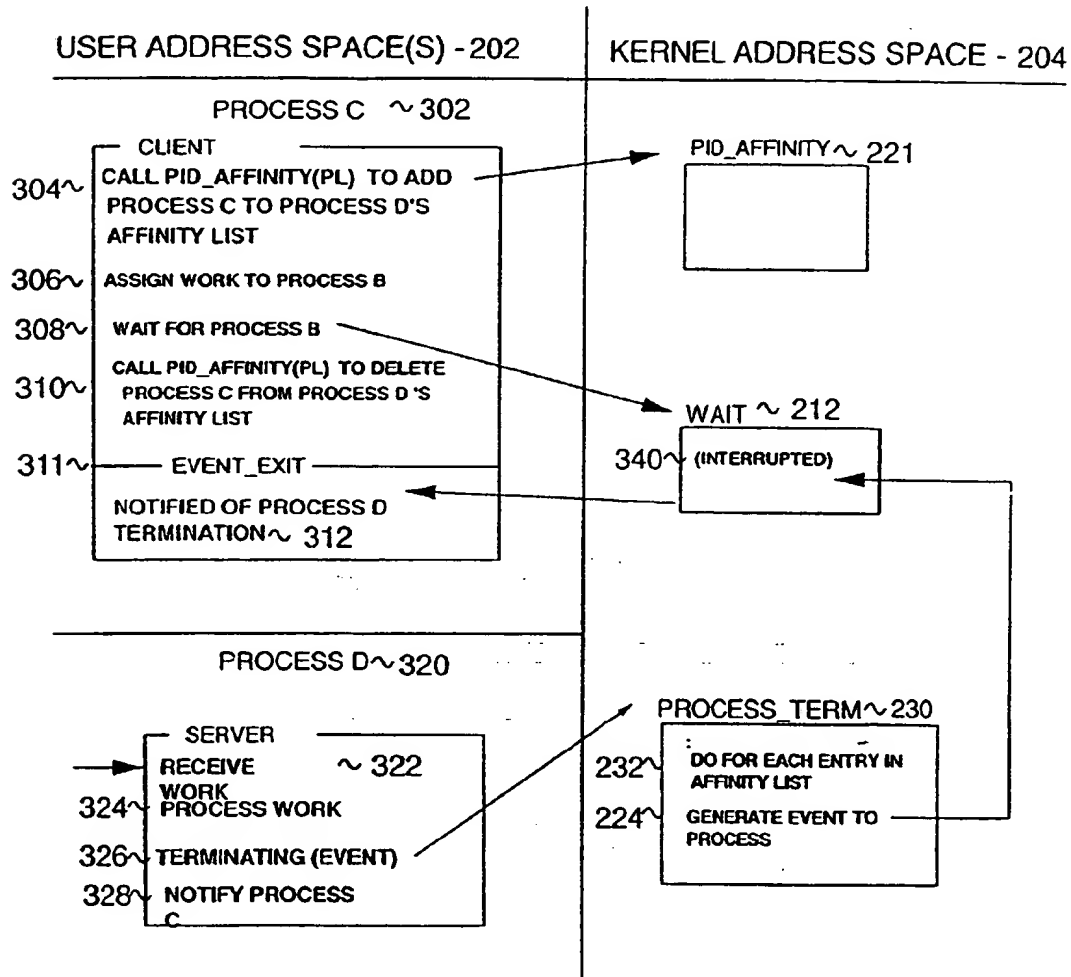 USER ADDRESS SPACE(S) - 202
KERNEL ADDRESS SPACE - 204
PROCESS C ~ 302
CLIENT
304~ CALL PID_AFFINITY(PL) TO ADD
PROCESS C TO PROCESS D'S
AFFINITY LIST
306~ ASSIGN WORK TO PROCESS B
308~ WAIT FOR PROCESS B
310~ CALL PID_AFFINITY(PL) TO DELETE
PROCESS C FROM PROCESS D 'S
AFFINITY LIST
311~ EVENT_EXIT
NOTIFIED OF PROCESS D
TERMINATION~ 312
PID_AFFINITY~ 221
WAIT ~ 212
340~ (INTERRUPTED)
PROCESS D~320
SERVER
RECEIVE ~ 322
WORK
324~ PROCESS WORK
326~ TERMINATING (EVENT)
328~ NOTIFY PROCESS
C
PROCESS_TERM~230
232~ DO FOR EACH ENTRY IN
AFFINITY LIST
224~ GENERATE EVENT TO
PROCESS